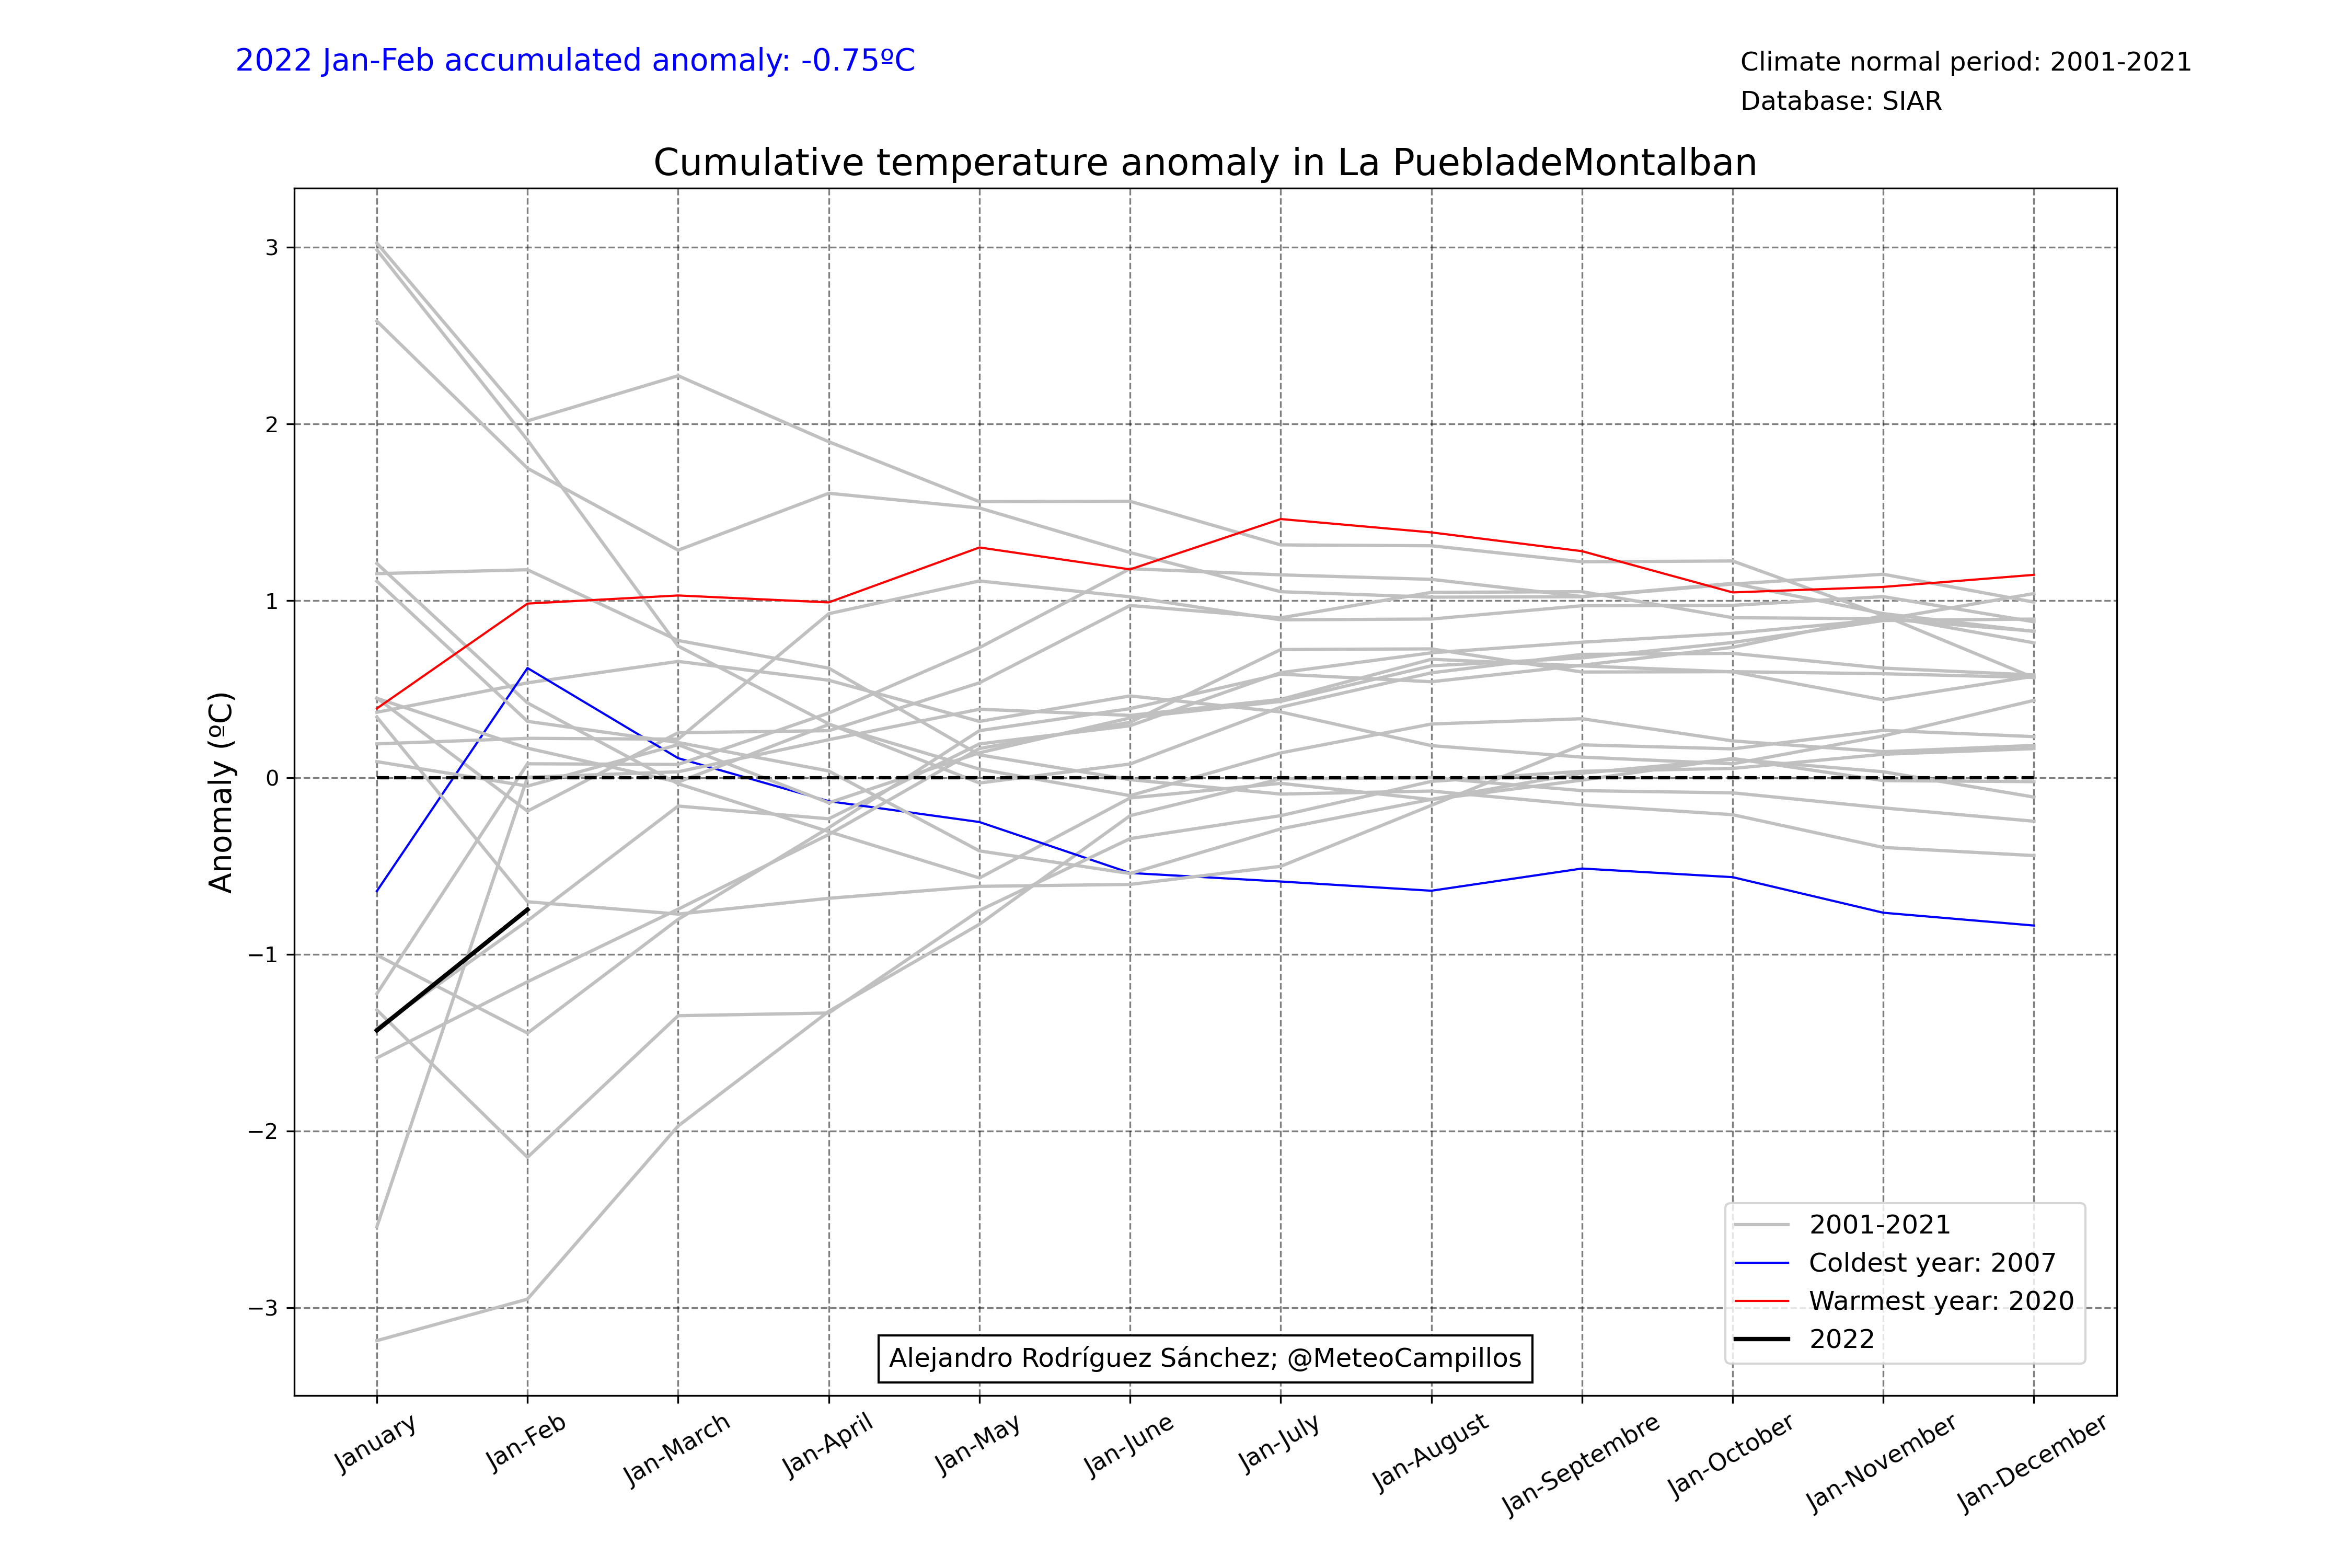 2022 Jan-Feb accumulated anomaly: -0.75ºC
Climate normal period: 2001-2021
Database: SIAR
Cumulative temperature anomaly in La PuebladeMontalban
Anomaly (ºC)
3
2
1
0
−1
−2
−3
2001-2021
Coldest year: 2007
Warmest year: 2020
2022
Alejandro Rodríguez Sánchez; @MeteoCampillos
January
Jan-Feb
Jan-March
Jan-April
Jan-May
Jan-June
Jan-July
Jan-August
Jan-Septembre
Jan-October
Jan-November
Jan-December